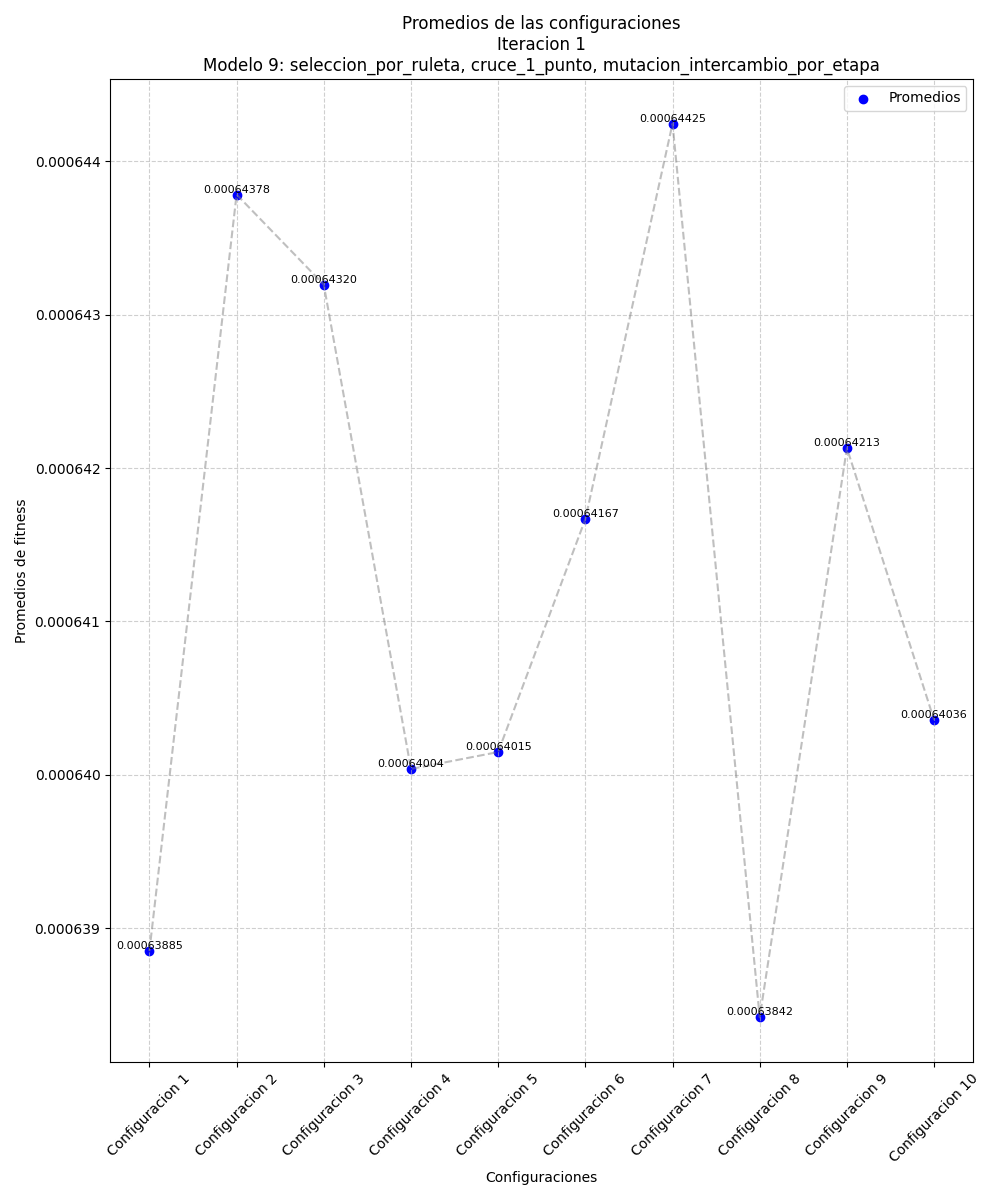 Promedios de las configuraciones
Iteracion 1
Modelo 9: seleccion_por_ruleta, cruce_1_punto, mutacion_intercambio_por_etapa
Promedios
0.00064425
0.000644
0.00064378
0.00064320
0.000643
0.00064213
0.000642
0.00064167
Promedios de fitness
0.000641
0.00064036
0.00064015
0.00064004
0.000640
0.00063885
0.000639
0.00063842
Configuracion 1
Configuracion 2
Configuracion 3
Configuracion 4
Configuracion 5
Configuracion 6
Configuracion 7
Configuracion 8
Configuracion 9
Configuracion 10
Configuraciones